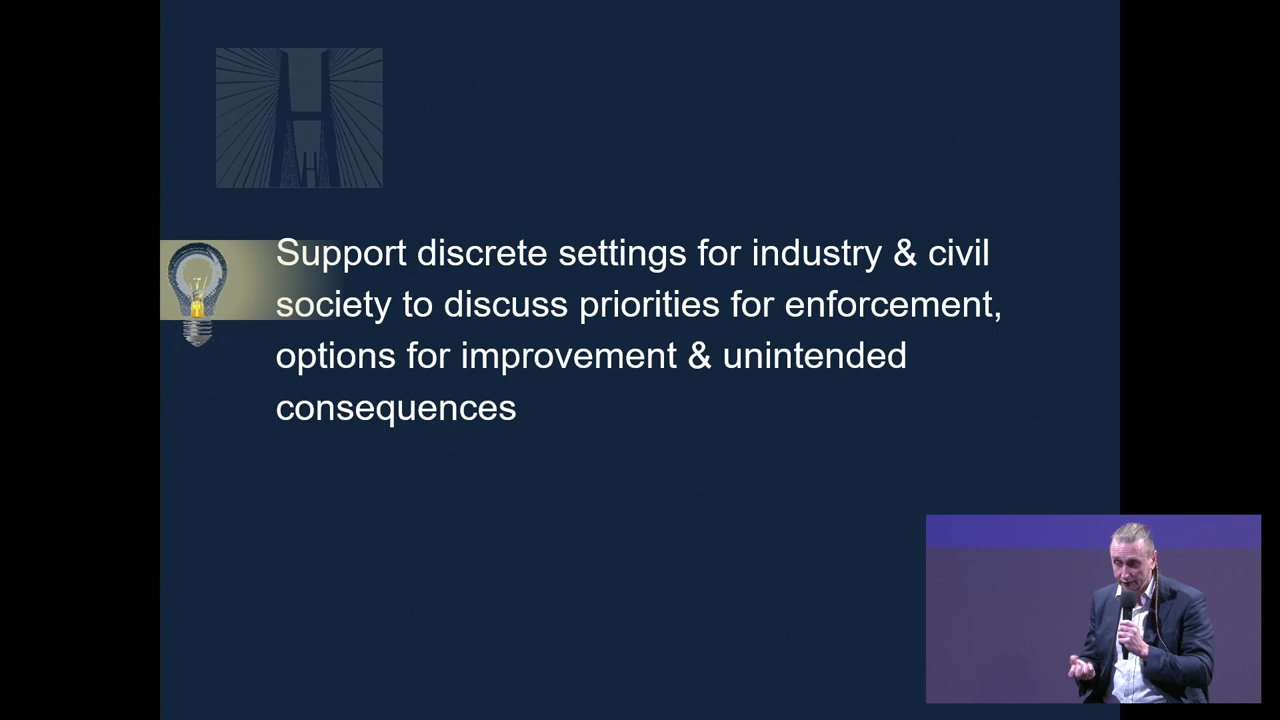 Support discrete settings for industry & civil
society to discuss priorities for enforcement,
options for improvement & unintended
consequences